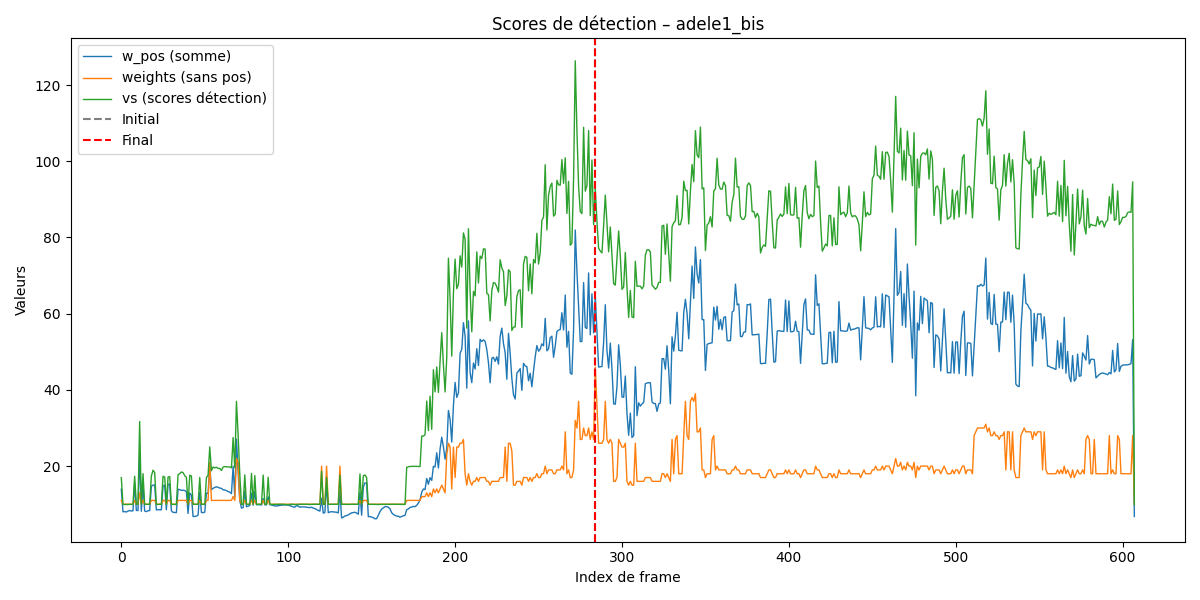 Scores de détection – adele1_bis
w_pos (somme)
weights (sans pos)
vs (scores détection)
Initial
Final
Valeurs
120
100
80
60
40
20
0 100 200 300 400 500 600
Index de frame